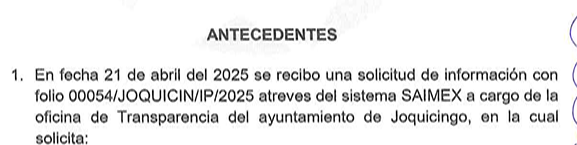 ANTECEDENTES
1. En fecha 21 de abril del 2025 se recibo una solicitud de información con
folio 00054/JOQUICIN/IP/2025 atreves del sistema SAIMEX a cargo de la
oficina de Transparencia del ayuntamiento de Joquicingo, en la cual
solicita: